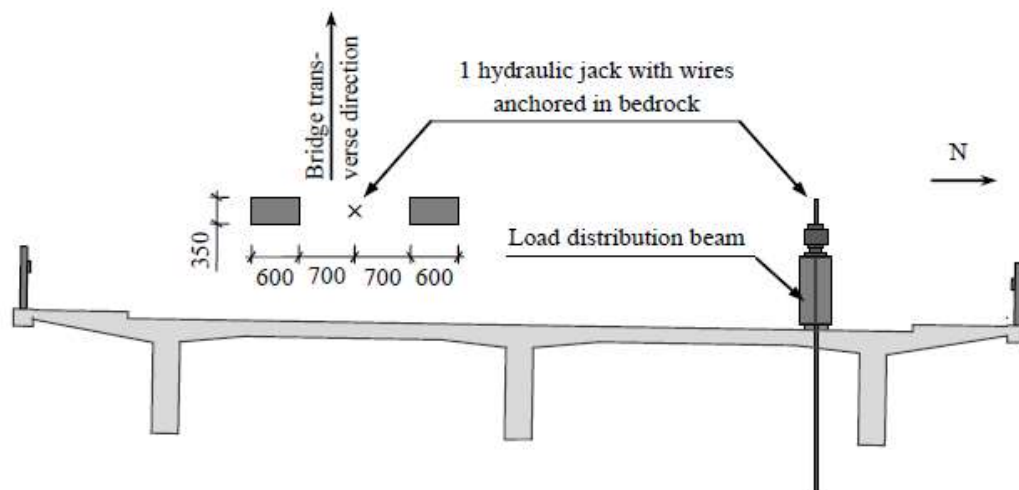 Bridge trans-
verse direction
1 hydraulic jack with wires
anchored in bedrock
N
Load distribution beam
350
600 700 700 600